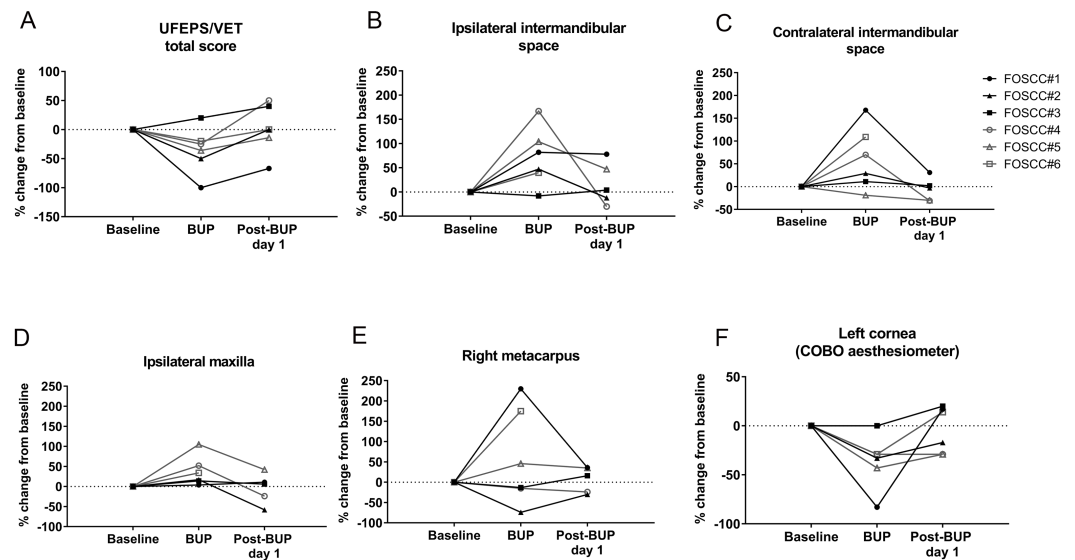 A
UFEPS/VET
total score
% change from baseline
100
50
0
-50
-100
-150
Baseline
BUP
Post-BUP
day 1
B
Ipsilateral intermandibular
space
% change from baseline
250
200
150
100
50
0
-50
Baseline
BUP
Post-BUP
day 1
C
Contralateral intermandibular
space
% change from baseline
250
200
150
100
50
0
-50
Baseline
BUP
Post-BUP
day 1
FOSCC#1
FOSCC#2
FOSCC#3
FOSCC#4
FOSCC#5
FOSCC#6
D
Ipsilateral maxilla
% change from baseline
250
200
150
100
50
0
-50
-100
Baseline
BUP
Post-BUP
day 1
E
Right metacarpus
% change from baseline
250
200
150
100
50
0
-50
-100
Baseline
BUP
Post-BUP
day 1
F
Left cornea
(COBO aesthesiometer)
% change from baseline
50
0
-50
-100
Baseline
BUP
Post-BUP
day 1